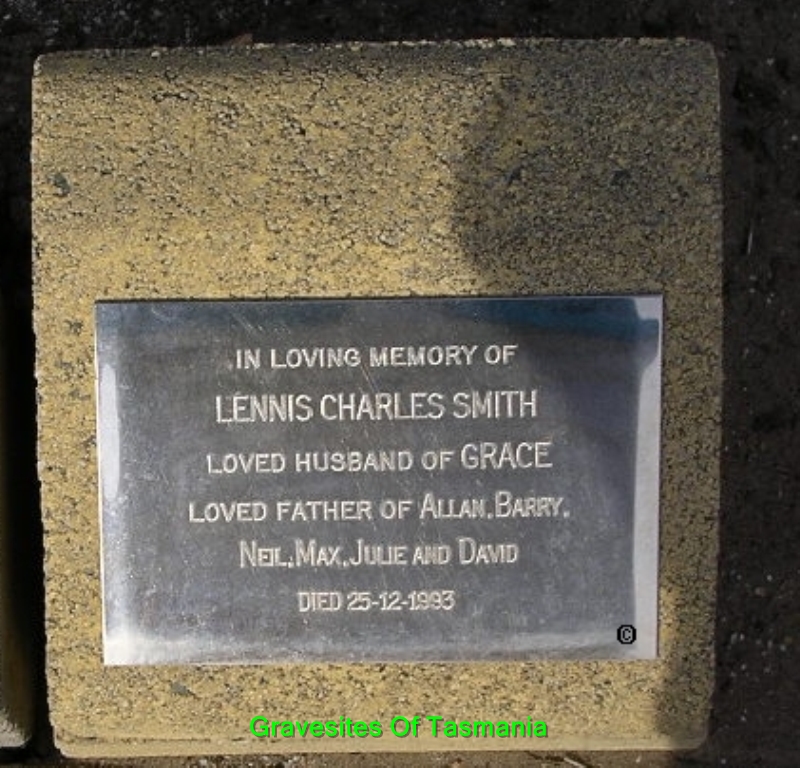 IN LOVING MEMORY OF
LENNIS CHARLES SMITH
LOVED HUSBAND OF GRACE
LOVED FATHER OF ALLAN, BARRY,
NEIL, MAX, JULIE AND DAVID
DIED 25-12-1993
©
Gravesites Of Tasmania